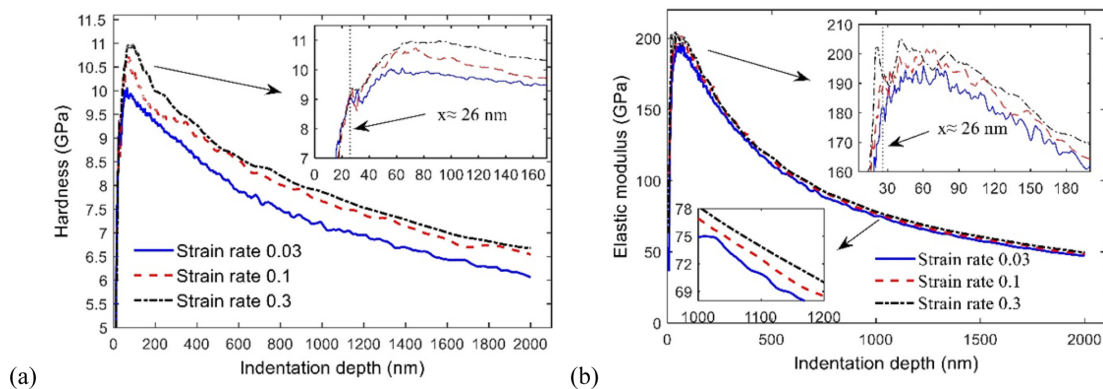 11.5
11
10.5
10
9.5
9
8.5
8
7.5
7
6.5
6
5.5
5
Hardness (GPa)
0 200 400 600 800 1000 1200 1400 1600 1800 2000
Indentation depth (nm)
11
10
9
8
7
0 20 40 60 80 100 120 140 160
x≈ 26 nm
Strain rate 0.03
Strain rate 0.1
Strain rate 0.3
(a)
200
150
100
50
0
Elastic modulus (GPa)
0 500 1000 1500 2000
Indentation depth (nm)
210
200
190
180
170
160
30 60 90 120 150 180
x≈ 26 nm
78
75
72
69
1000 1100 1200
Strain rate 0.03
Strain rate 0.1
Strain rate 0.3
(b)